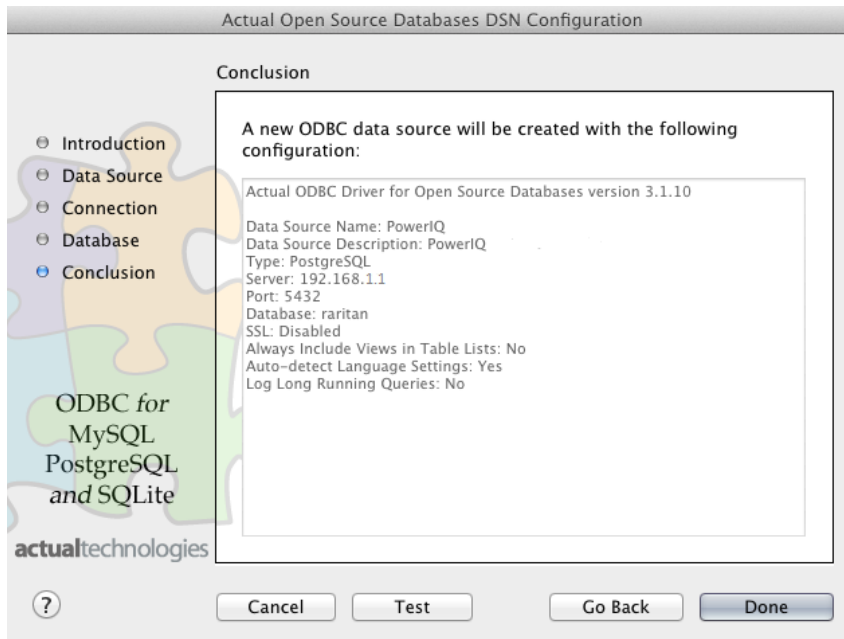 Actual Open Source Databases DSN Configuration
Conclusion
Introduction
Data Source
Connection
Database
Conclusion
ODBC for
MySQL
PostgreSQL
and SQLite
actualtechnologies
A new ODBC data source will be created with the following
configuration:
Actual ODBC Driver for Open Source Databases version 3.1.10
Data Source Name: PowerIQ
Data Source Description: PowerIQ
Type: PostgreSQL
Server: 192.168.1.1
Port: 5432
Database: raritan
SSL: Disabled
Always Include Views in Table Lists: No
Auto-detect Language Settings: Yes
Log Long Running Queries: No
?
Cancel
Test
Go Back
Done